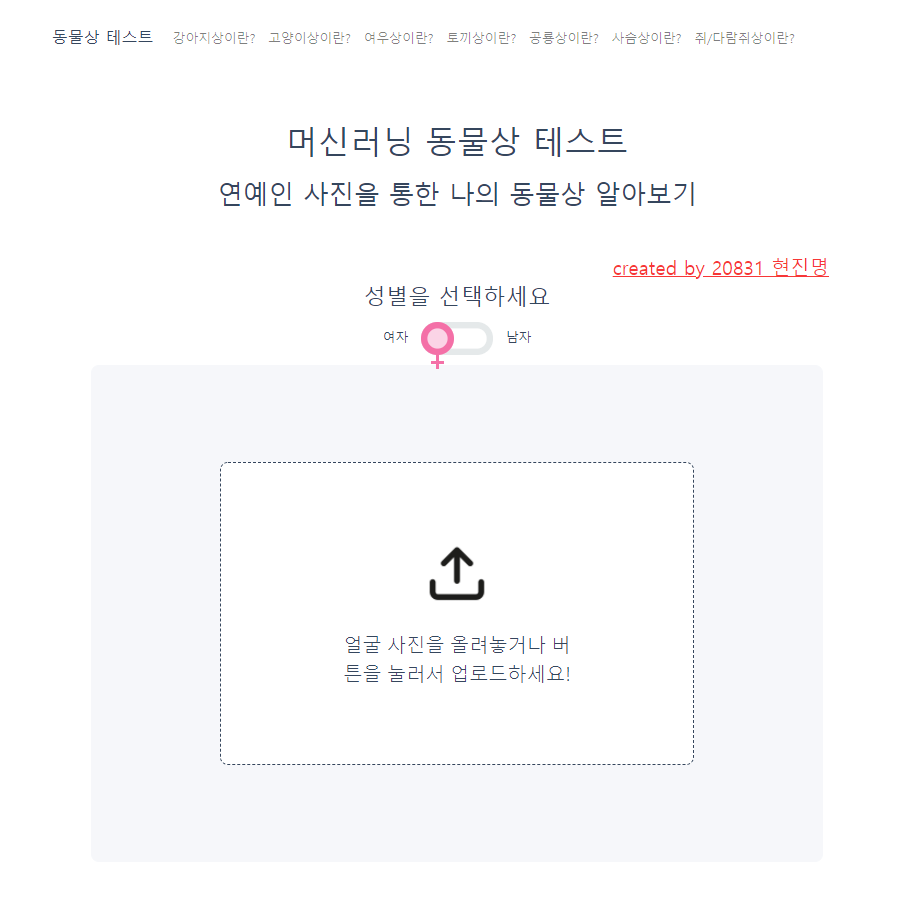 동물상 테스트 강아지상이란? 고양이상이란? 여우상이란? 토끼상이란? 공룡상이란? 사슴상이란? 쥐/다람쥐상이란?
머신러닝 동물상 테스트
연예인 사진을 통한 나의 동물상 알아보기
created by 20831 현진명
성별을 선택하세요
여자 남자
얼굴 사진을 올려놓거나 버
튼을 눌러서 업로드하세요!